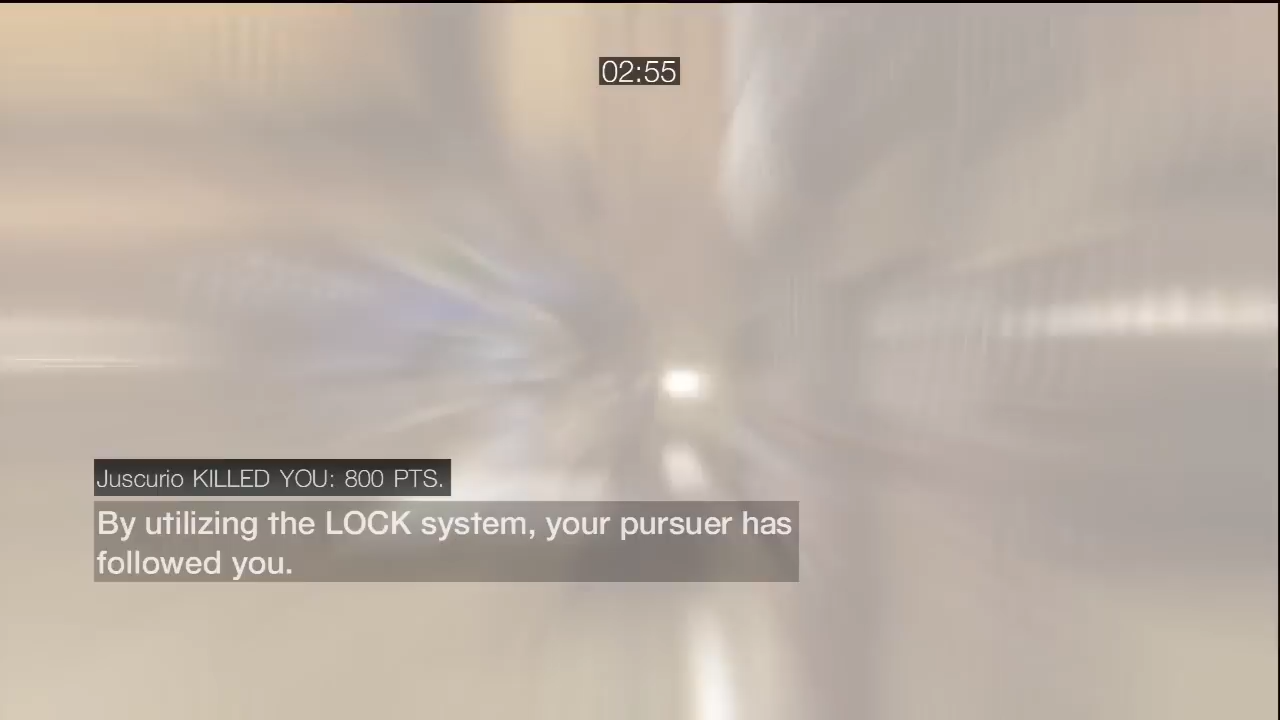 02:55
Juscurio KILLED YOU: 800 PTS.
By utilizing the LOCK system, your pursuer has
followed you.